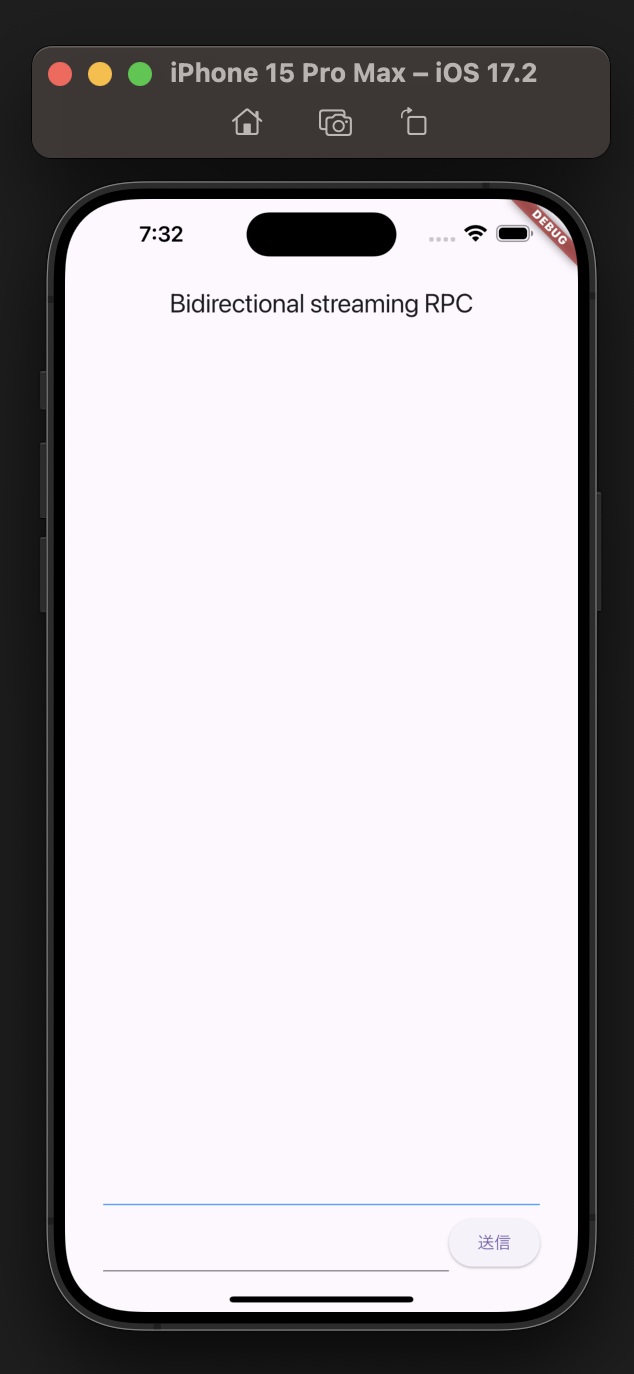 iPhone 15 Pro Max – iOS 17.2
7:32
DEBUG
Bidirectional streaming RPC
送信